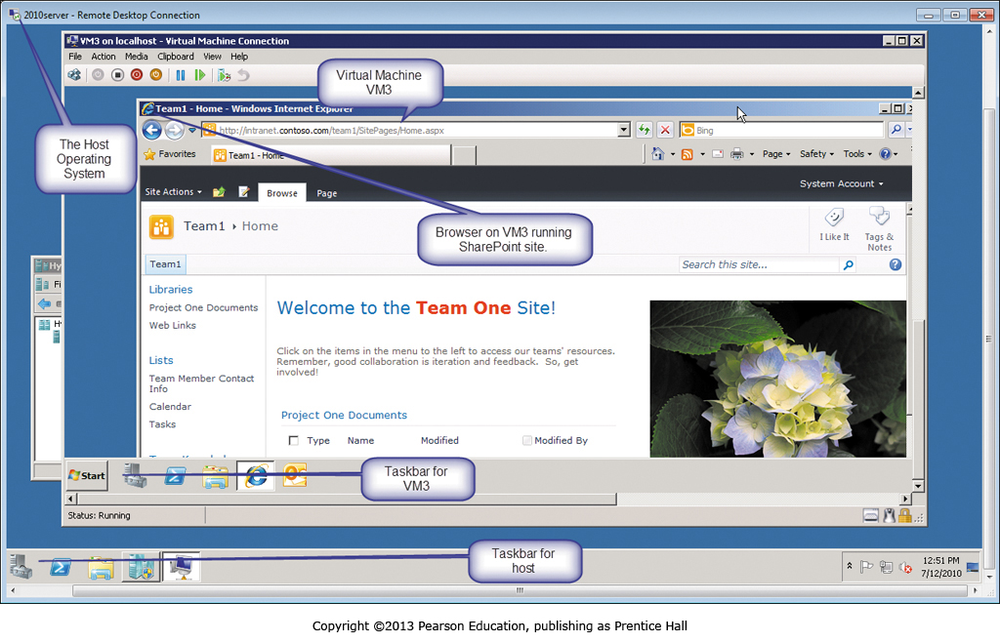 2010server - Remote Desktop Connection
VM3 on localhost - Virtual Machine Connection
File Action Media Clipboard View Help
Virtual Machine
VM3
Team1 - Home - Windows Internet Explorer
http://intranet.contoso.com/team1/SitePages/Home.aspx
Bing
The Host
Operating
System
Favorites
Team1 - Home
Page Safety Tools
Site Actions
Browse
Page
System Account
Team1 Home
Browser on VM3 running
SharePoint site.
I Like It
Tags &
Notes
Team1
Search this site...
Hy
Fi
Libraries
Project One Documents
Web Links
Welcome to the Team One Site!
Click on the items in the menu to the left to access our teams' resources.
Remember, good collaboration is iteration and feedback. So, get
involved!
Lists
Team Member Contact
Info
Calendar
Tasks
Project One Documents
Type Name Modified Modified By
Start
Taskbar for
VM3
Status: Running
Taskbar for
host
12:51 PM
7/12/2010
Copyright ©2013 Pearson Education, publishing as Prentice Hall